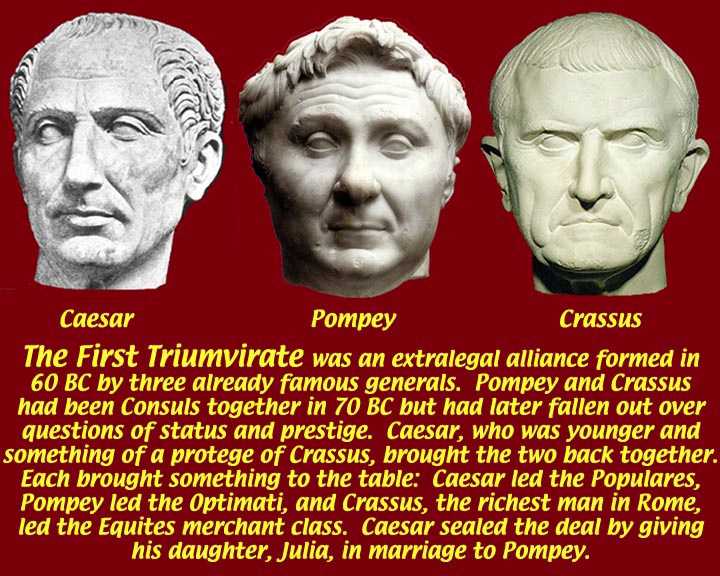 Caesar Pompey Crassus
The First Triumvirate was an extralegal alliance formed in
60 BC by three already famous generals. Pompey and Crassus
had been Consuls together in 70 BC but had later fallen out over
questions of status and prestige. Caesar, who was younger and
something of a protege of Crassus, brought the two back together.
Each brought something to the table: Caesar led the Populares,
Pompey led the Optimati, and Crassus, the richest man in Rome,
led the Equites merchant class. Caesar sealed the deal by giving
his daughter, Julia, in marriage to Pompey.